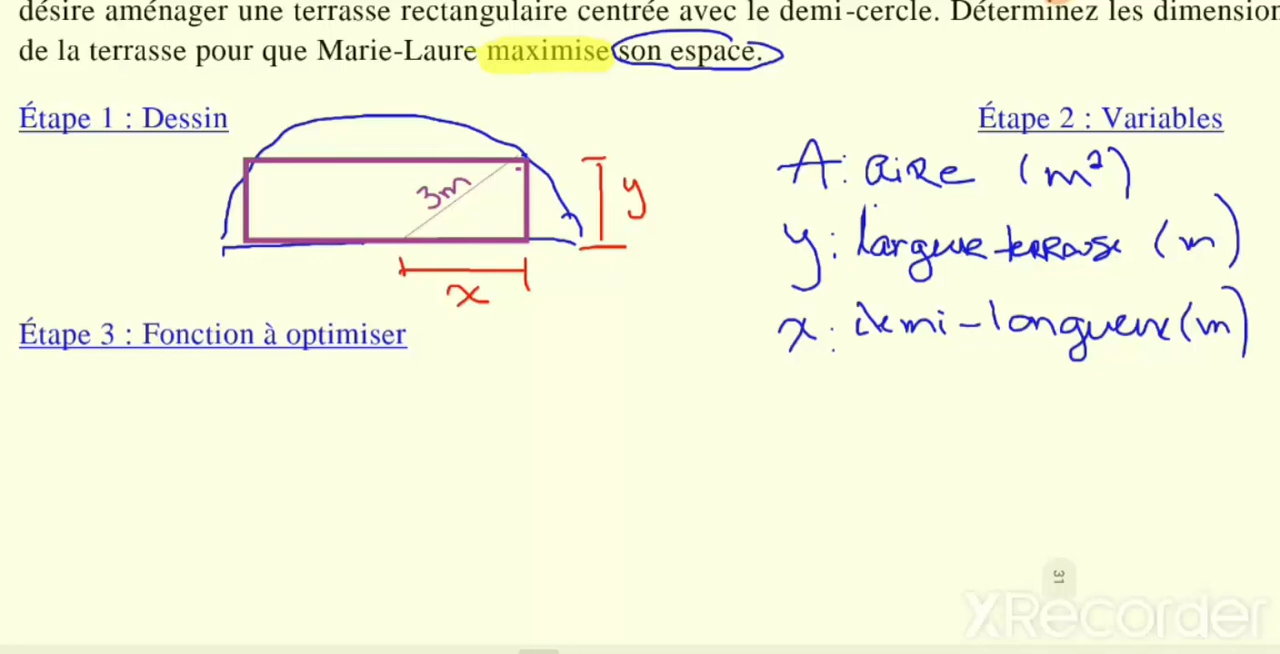 désire aménager une terrasse rectangulaire centrée avec le demi-cercle. Déterminez les dimension
de la terrasse pour que Marie-Laure maximise son espace.
Étape 1 : Dessin
Étape 2 : Variables
3m
y
x
A: aire (m²)
y: largeur terrasse (m)
x: demi-longueur (m)
Étape 3 : Fonction à optimiser
31
XRecorder